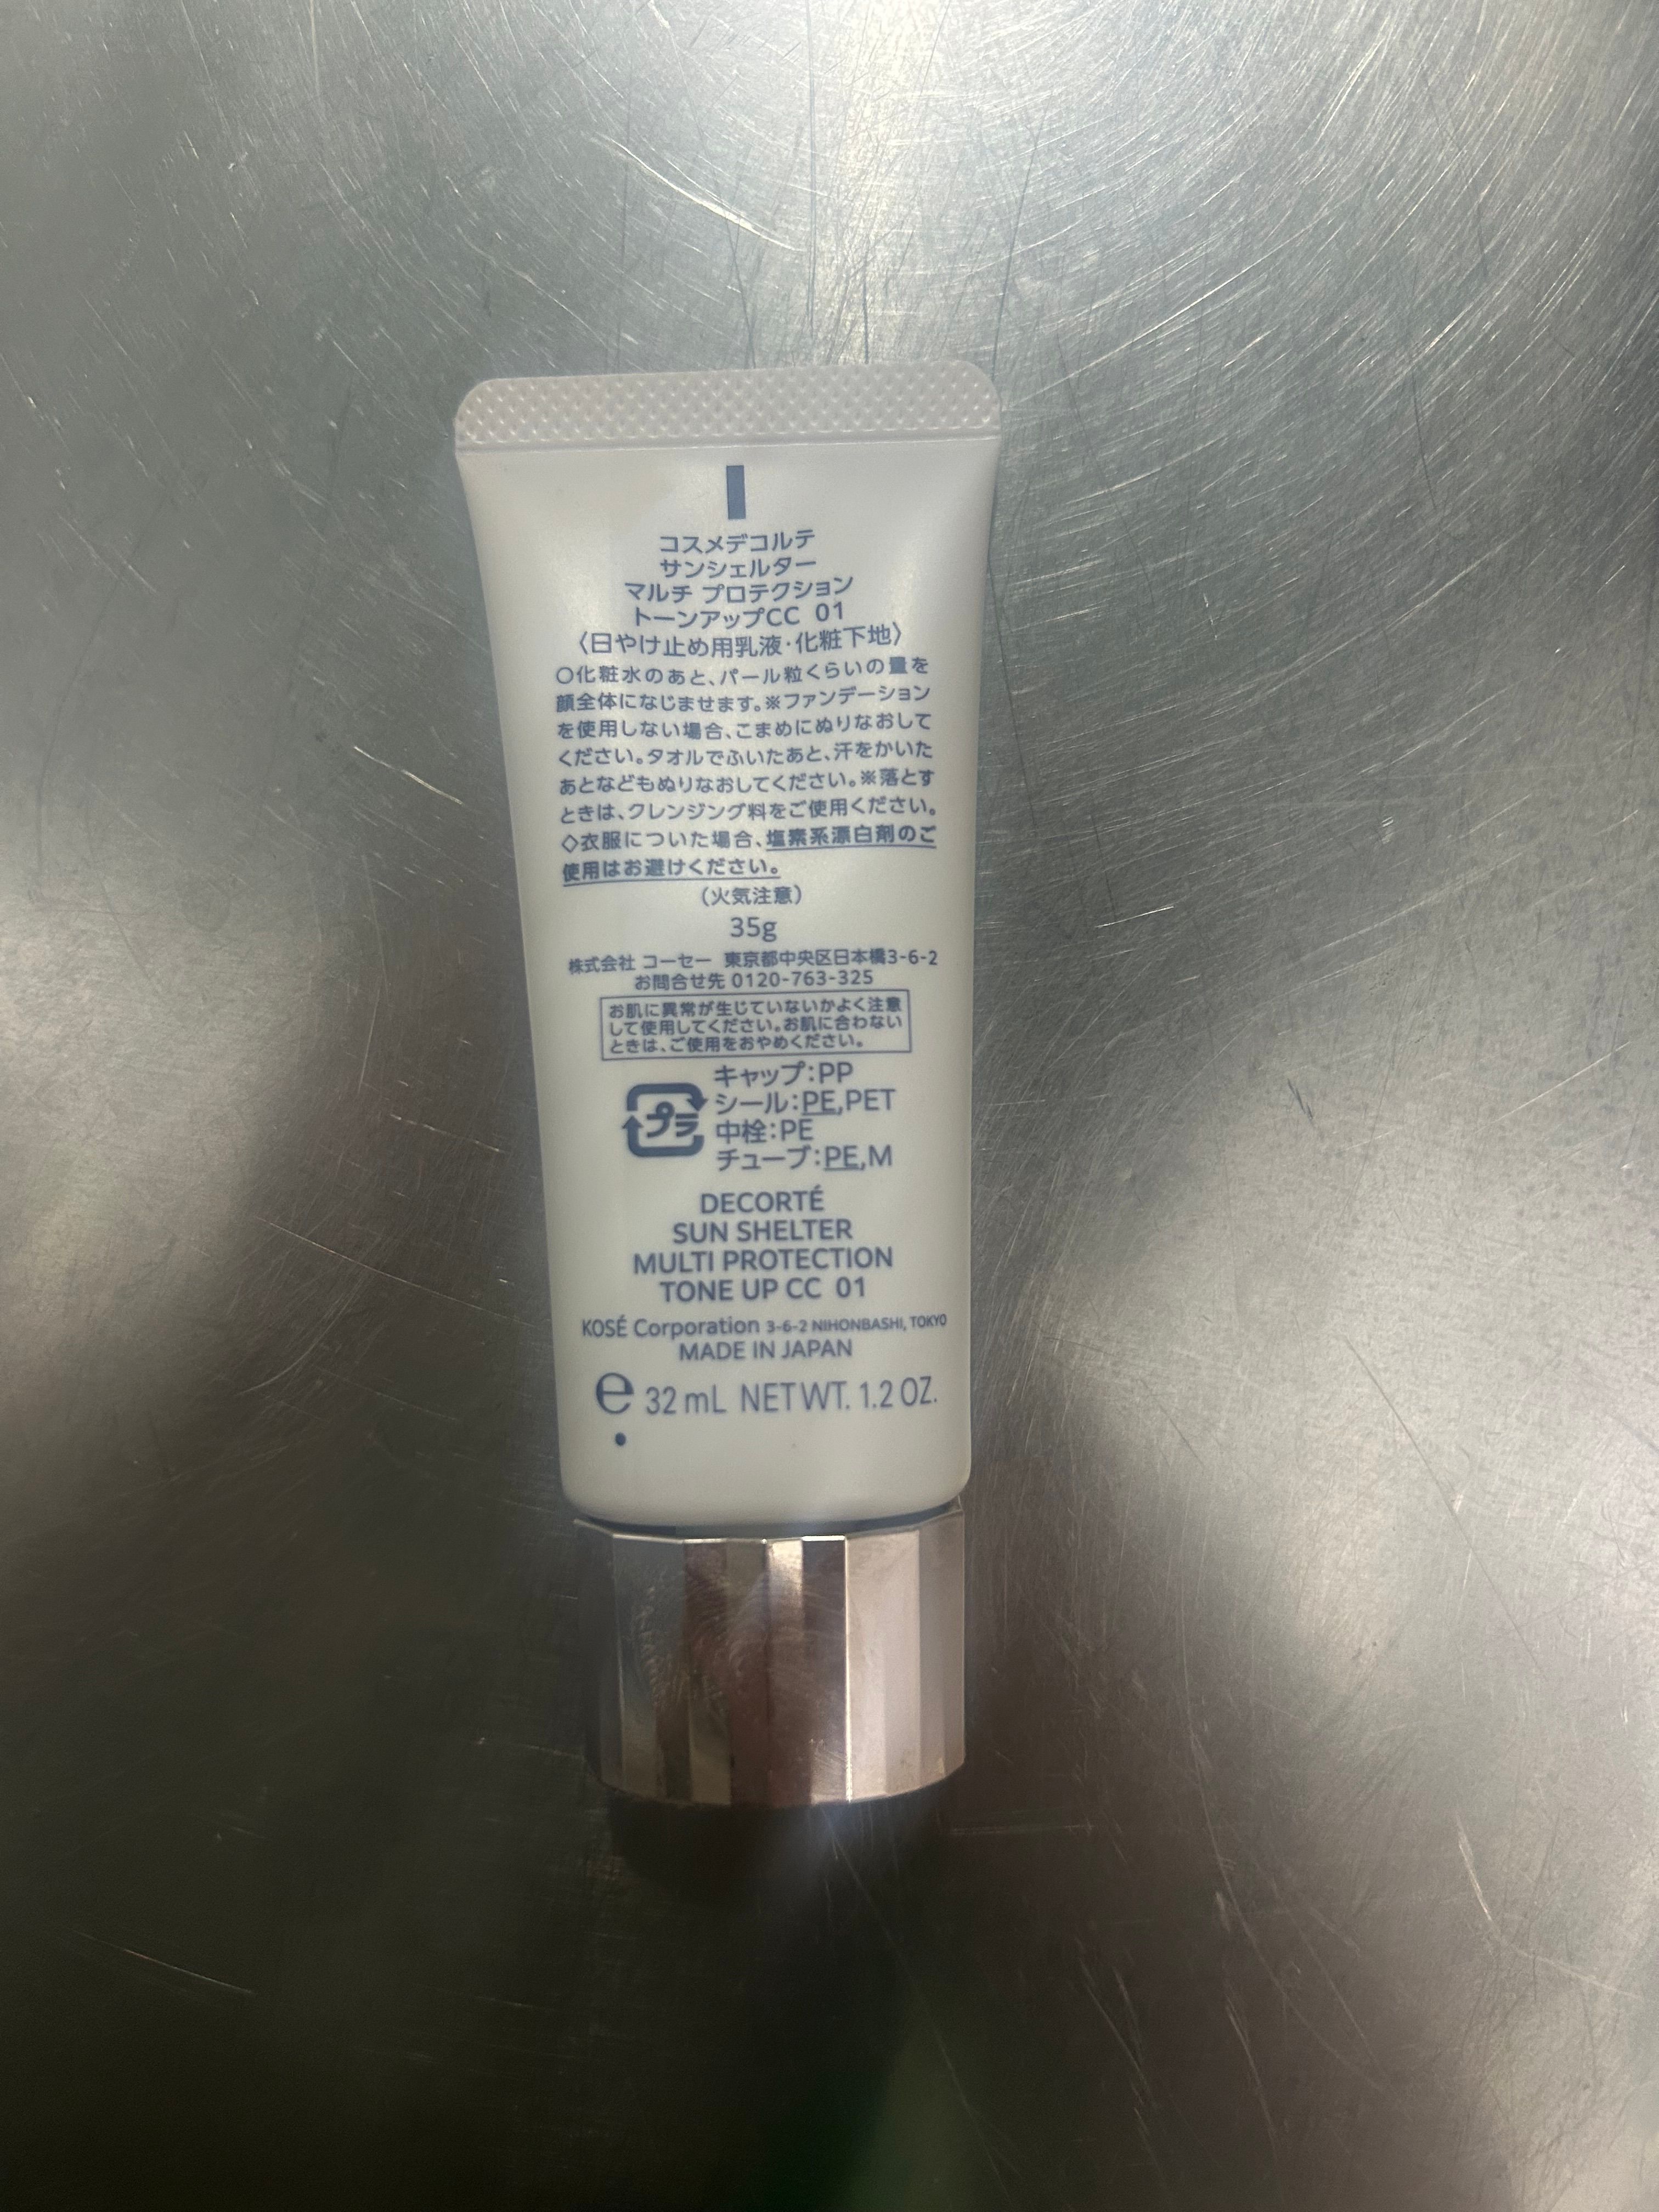 コスメデコルテ
サンシェルター
マルチ プロテクション
トーンアップCC 01
〈日やけ止め用乳液・化粧下地〉
○化粧水のあと、パール粒くらいの量を
顔全体になじませます。※ファンデーション
を使用しない場合、こまめにぬりなおして
ください。タオルでふいたあと、汗をかいた
あとなどもぬりなおしてください。※落とす
ときは、クレンジング料をご使用ください。
◇衣服についた場合、塩素系漂白剤のご
使用はお避けください。
(火気注意)
35g
株式会社 コーセー 東京都中央区日本橋3-6-2
お問合せ先 0120-763-325
お肌に異常が生じていないかよく注意
して使用してください。お肌に合わない
ときは、ご使用をおやめください。
プラ
キャップ:PP
シール:PE,PET
中栓:PE
チューブ:PE,M
DECORTÉ
SUN SHELTER
MULTI PROTECTION
TONE UP CC 01
KOSÉ Corporation 3-6-2 NIHONBASHI, TOKYO
MADE IN JAPAN
e 32 mL NET WT. 1.2 OZ.